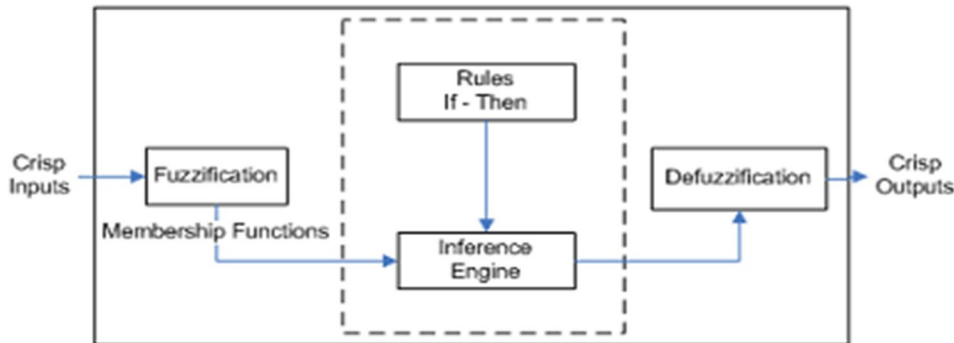 Rules
If - Then
Crisp
Inputs
Fuzzification
Defuzzification
Crisp
Outputs
Membership Functions
Inference
Engine